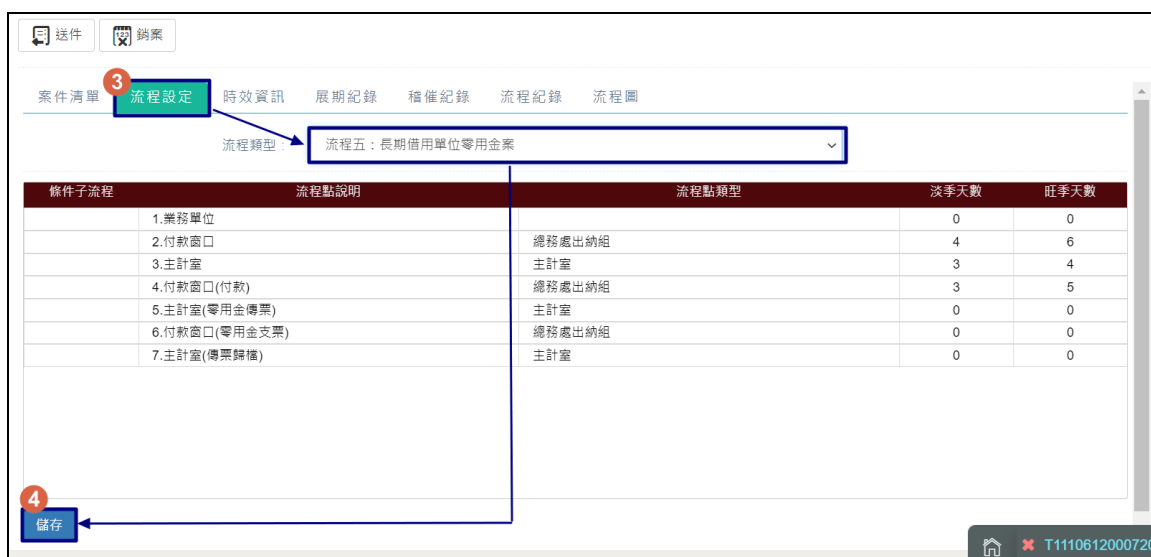 送件 銷案
3
案件清單 流程設定 時效資訊 展期紀錄 稽催紀錄 流程紀錄 流程圖
流程類型： 流程五：長期借用單位零用金案
條件子流程 流程點說明 流程點類型 淡季天數 旺季天數
1.業務單位 0 0
2.付款窗口 總務處出納組 4 6
3.主計室 主計室 3 4
4.付款窗口(付款) 總務處出納組 3 5
5.主計室(零用金傳票) 主計室 0 0
6.付款窗口(零用金支票) 總務處出納組 0 0
7.主計室(傳票歸檔) 主計室 0 0
4
儲存
T111061200072